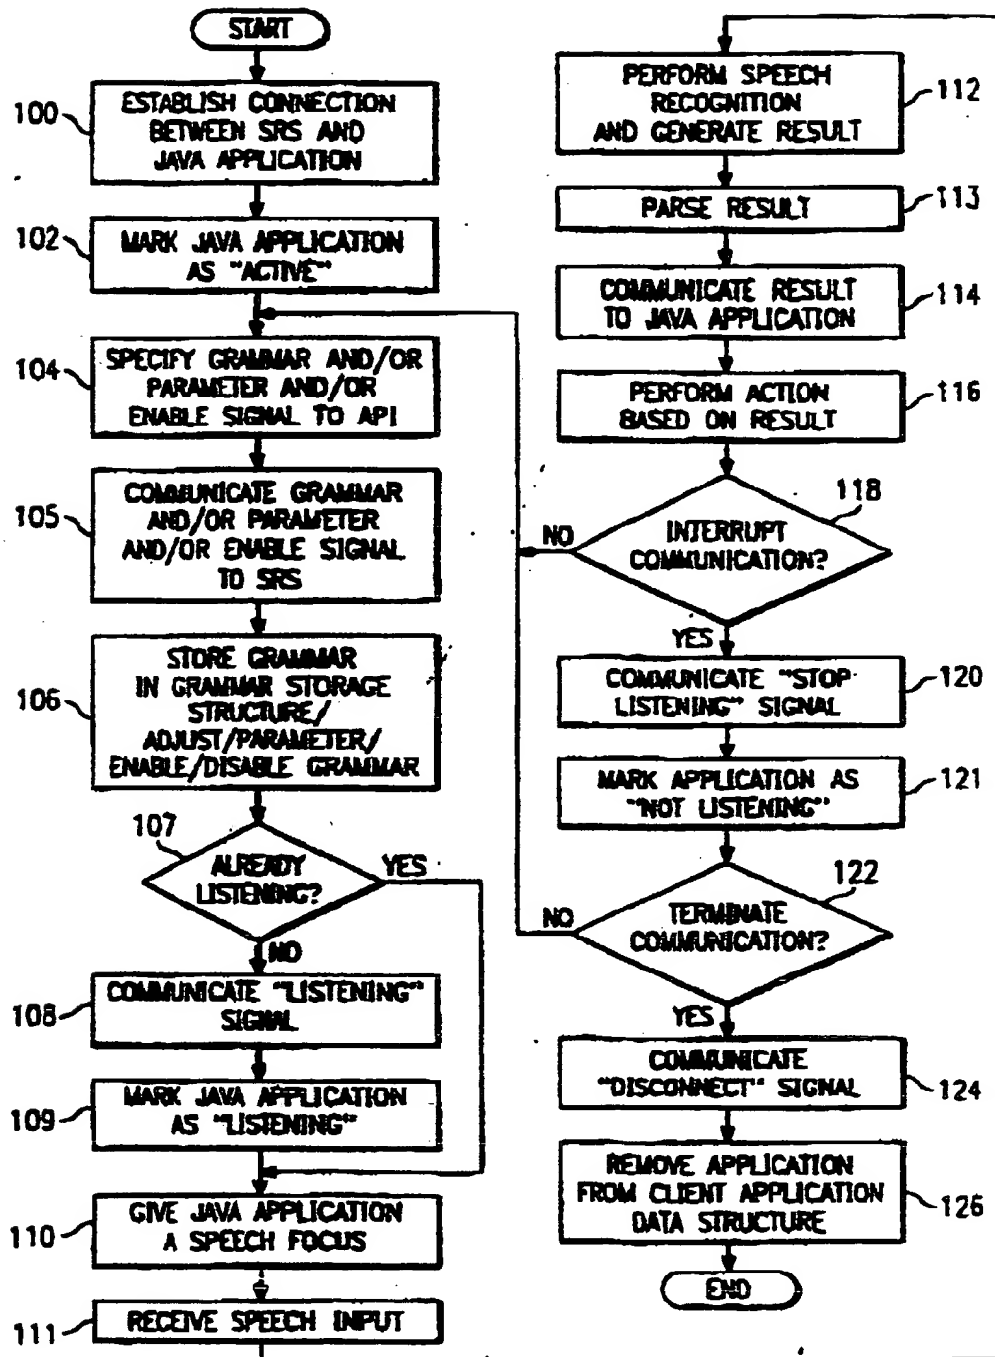 START
100
ESTABLISH CONNECTION
BETWEEN SRS AND
JAVA APPLICATION
102
MARK JAVA APPLICATION
AS "ACTIVE"
104
SPECIFY GRAMMAR AND/OR
PARAMETER AND/OR
ENABLE SIGNAL TO API
105
COMMUNICATE GRAMMAR
AND/OR PARAMETER
AND/OR ENABLE SIGNAL
TO SRS
106
STORE GRAMMAR
IN GRAMMAR STORAGE
STRUCTURE/
ADJUST/PARAMETER/
ENABLE/DISABLE GRAMMAR
107
ALREADY
LISTENING?
YES
NO
108
COMMUNICATE "LISTENING"
SIGNAL
109
MARK JAVA APPLICATION
AS "LISTENING"
110
GIVE JAVA APPLICATION
A SPEECH FOCUS
111
RECEIVE SPEECH INPUT
PERFORM SPEECH
RECOGNITION
AND GENERATE RESULT
112
PARSE RESULT
113
COMMUNICATE RESULT
TO JAVA APPLICATION
114
PERFORM ACTION
BASED ON RESULT
116
118
INTERRUPT
COMMUNICATION?
NO
YES
COMMUNICATE "STOP
LISTENING" SIGNAL
120
MARK APPLICATION AS
"NOT LISTENING"
121
122
TERMINATE
COMMUNICATION?
NO
YES
COMMUNICATE
"DISCONNECT" SIGNAL
124
REMOVE APPLICATION
FROM CLIENT APPLICATION
DATA STRUCTURE
126
END